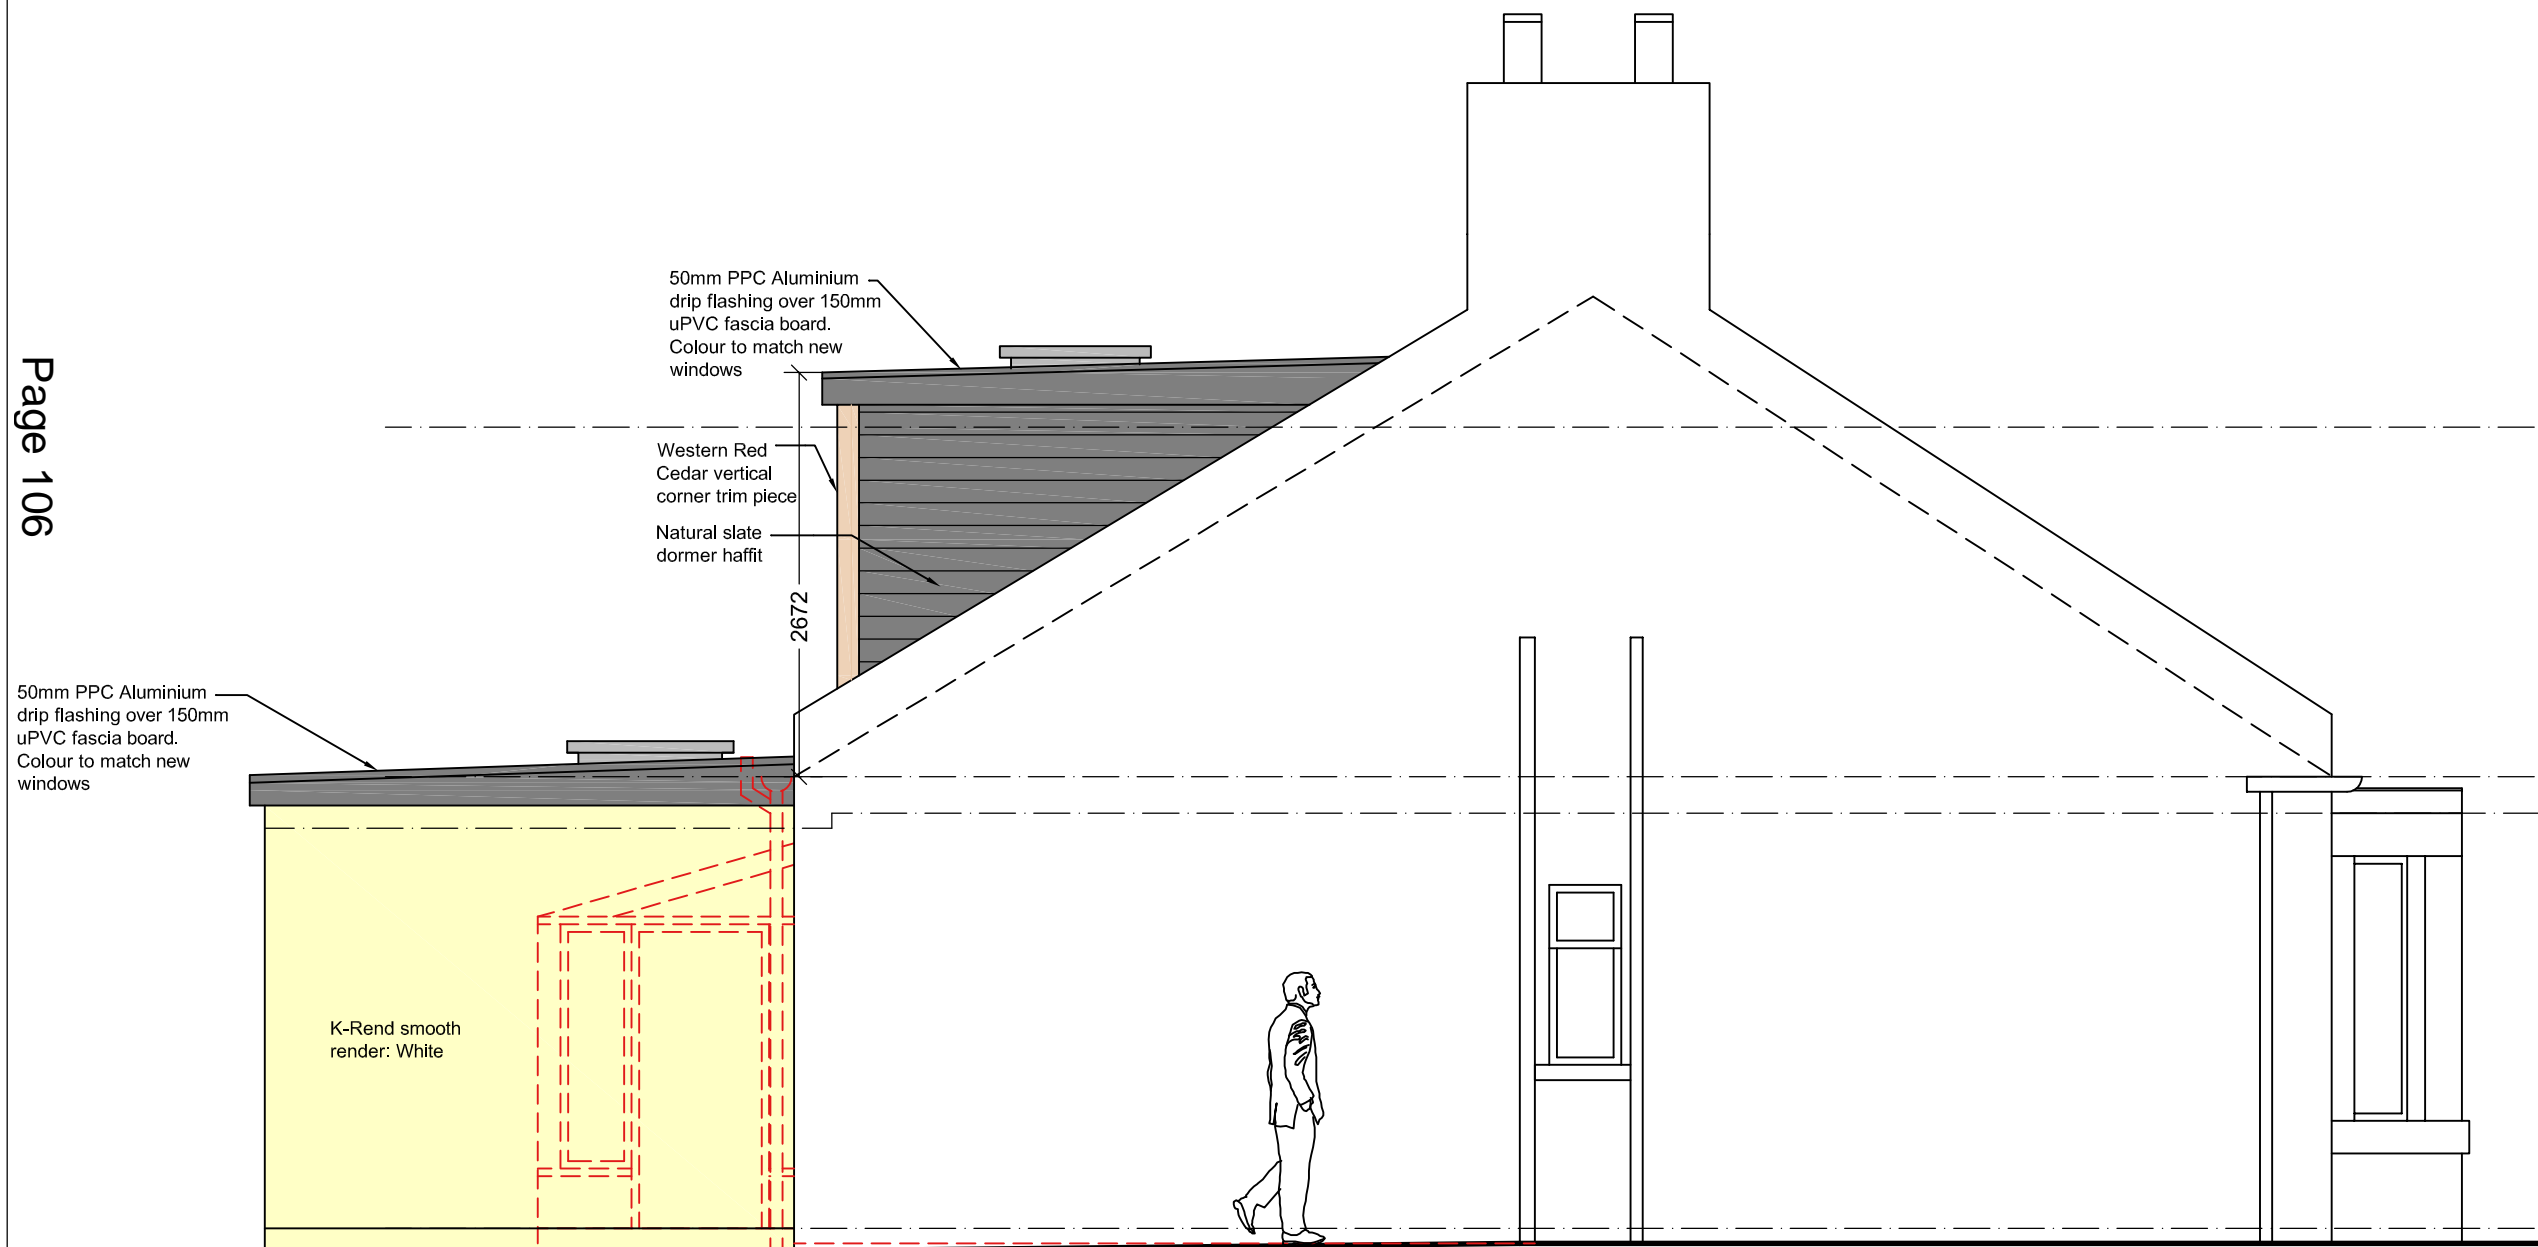 50mm PPC Aluminium
drip flashing over 150mm
uPVC fascia board.
Colour to match new
windows
Page 106
Western Red
Cedar vertical
corner trim piece
Natural slate
dormer haffit
2672
50mm PPC Aluminium
drip flashing over 150mm
uPVC fascia board.
Colour to match new
windows
K-Rend smooth
render: White